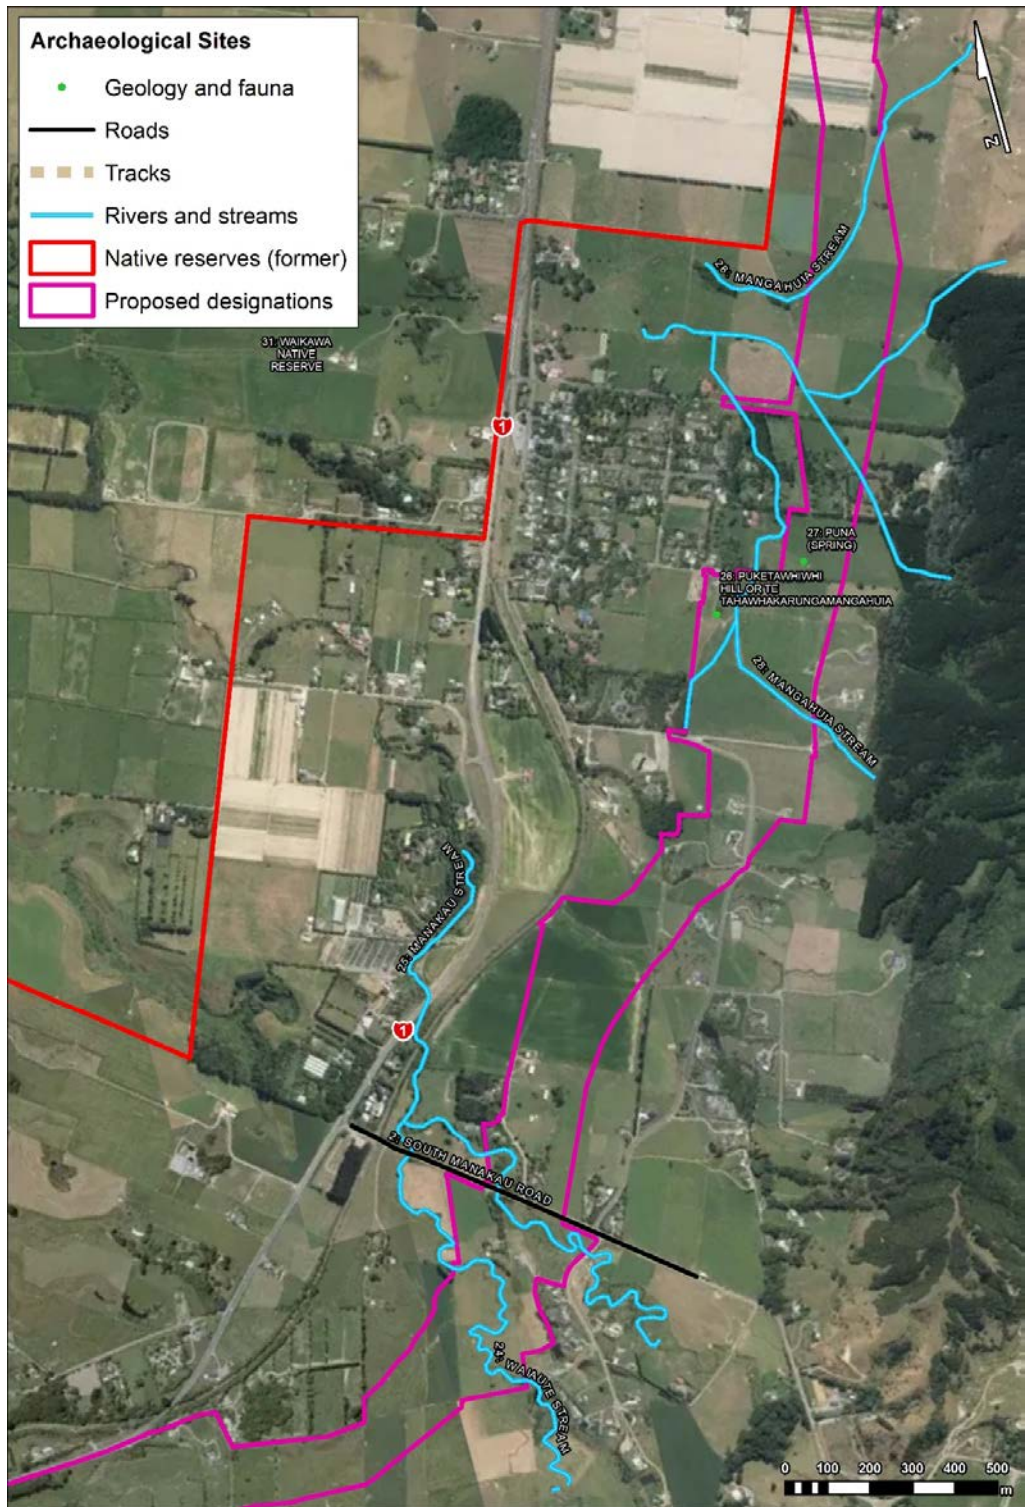 Archaeological Sites
Geology and fauna
Roads
Tracks
Rivers and streams
Native reserves (former)
Proposed designations
N
28: MANGAHUIA STREAM
31: WAIKAWA
NATIVE
RESERVE
1
27: PUNA
(SPRING)
26: PUKETAWHIWHI
HILL OR TE
TAHAWHAKARUNGAMANGAHUIA
28: MANGAHUIA STREAM
25: MANAKAU STREAM
1
2: SOUTH MANAKAU ROAD
24: WAIAUTE STREAM
0 100 200 300 400 500
m